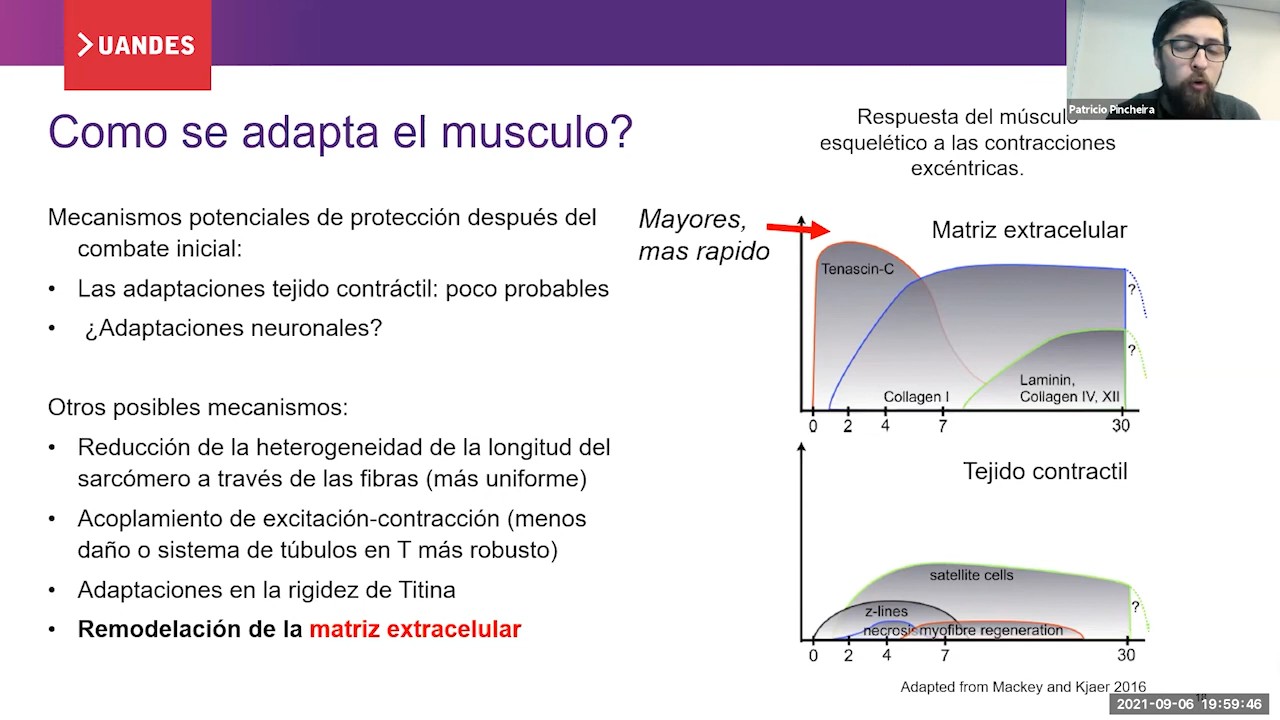 UANDES
Patricio Pincheira
Como se adapta el musculo?
Respuesta del músculo
esquelético a las contracciones
excéntricas.
Mecanismos potenciales de protección después del
combate inicial:
• Las adaptaciones tejido contráctil: poco probables
• ¿Adaptaciones neuronales?
Otros posibles mecanismos:
• Reducción de la heterogeneidad de la longitud del
sarcómero a través de las fibras (más uniforme)
• Acoplamiento de excitación-contracción (menos
daño o sistema de túbulos en T más robusto)
• Adaptaciones en la rigidez de Titina
• Remodelación de la matriz extracelular
Mayores,
mas rapido
Matriz extracelular
Tenascin-C
?
?
Laminin,
Collagen I
Collagen IV, XII
0 2 4 7 30
Tejido contractil
satellite cells
z-lines
?
necrosis myofibre regeneration
0 2 4 7 30
Adapted from Mackey and Kjaer 2016
2021-09-06 19:59:46